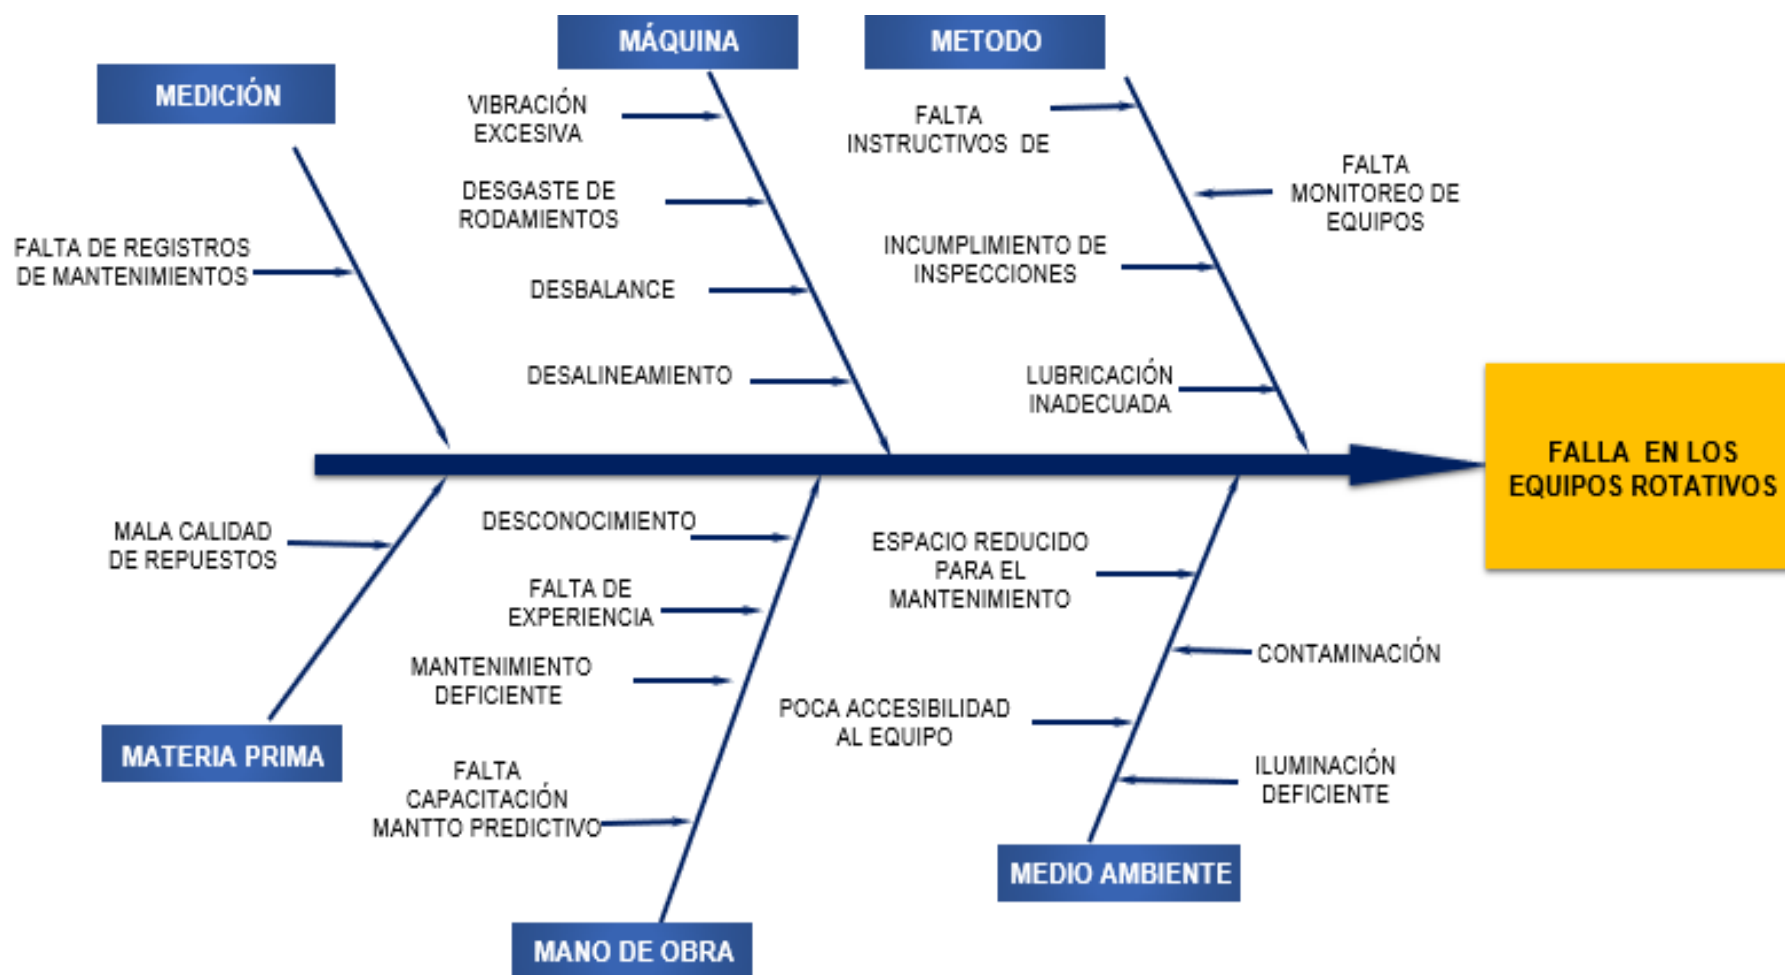 MEDICIÓN
MÁQUINA
METODO
FALTA DE REGISTROS
DE MANTENIMIENTOS
VIBRACIÓN
EXCESIVA
DESGASTE DE
RODAMIENTOS
DESBALANCE
DESALINEAMIENTO
FALTA
INSTRUCTIVOS DE
FALTA
MONITOREO DE
EQUIPOS
INCUMPLIMIENTO DE
INSPECCIONES
LUBRICACIÓN
INADECUADA
FALLA EN LOS
EQUIPOS ROTATIVOS
MALA CALIDAD
DE REPUESTOS
MATERIA PRIMA
DESCONOCIMIENTO
FALTA DE
EXPERIENCIA
MANTENIMIENTO
DEFICIENTE
FALTA
CAPACITACIÓN
MANTTO PREDICTIVO
MANO DE OBRA
ESPACIO REDUCIDO
PARA EL
MANTENIMIENTO
CONTAMINACIÓN
POCA ACCESIBILIDAD
AL EQUIPO
ILUMINACIÓN
DEFICIENTE
MEDIO AMBIENTE